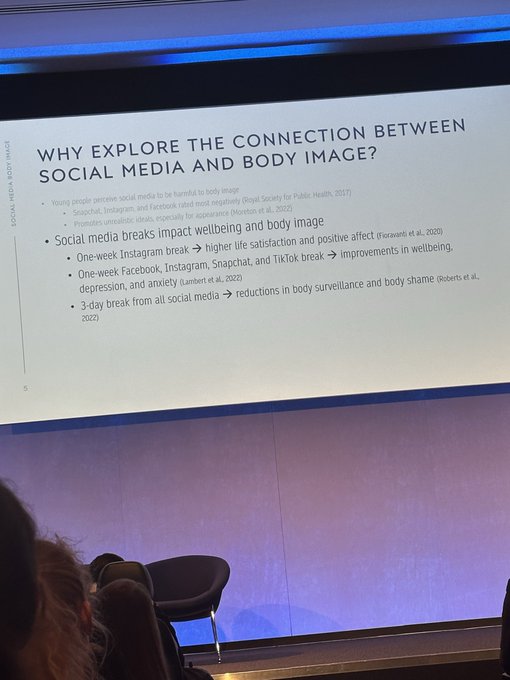 SOCIAL MEDIA BODY IMAGE
WHY EXPLORE THE CONNECTION BETWEEN
SOCIAL MEDIA AND BODY IMAGE?
• Young people perceive social media to be harmful to body image
• Snapchat, Instagram, and Facebook rated most negatively (Royal Society for Public Health, 2017)
• Promotes unrealistic ideals, especially for appearance (Moreton et al., 2022)
• Social media breaks impact wellbeing and body image
• One-week Instagram break → higher life satisfaction and positive affect (Fioravanti et al., 2020)
• One-week Facebook, Instagram, Snapchat, and TikTok break → improvements in wellbeing,
depression, and anxiety (Lambert et al., 2022)
• 3-day break from all social media → reductions in body surveillance and body shame (Roberts et al.,
2022)
5